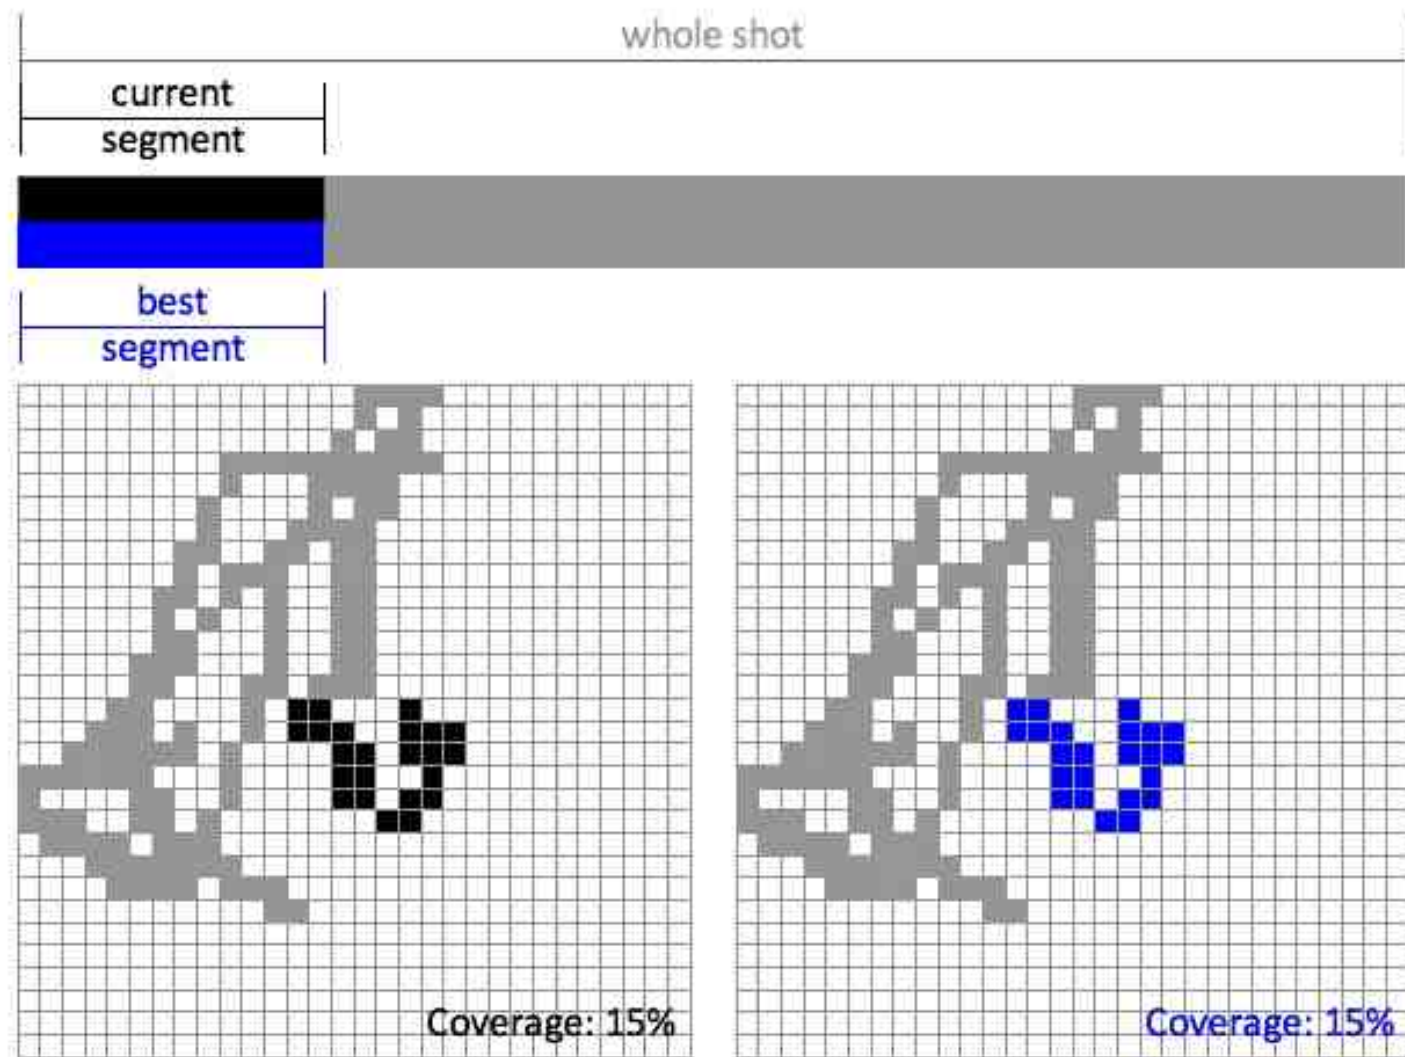 whole shot
current
segment
best
segment
Coverage: 15%
Coverage: 15%